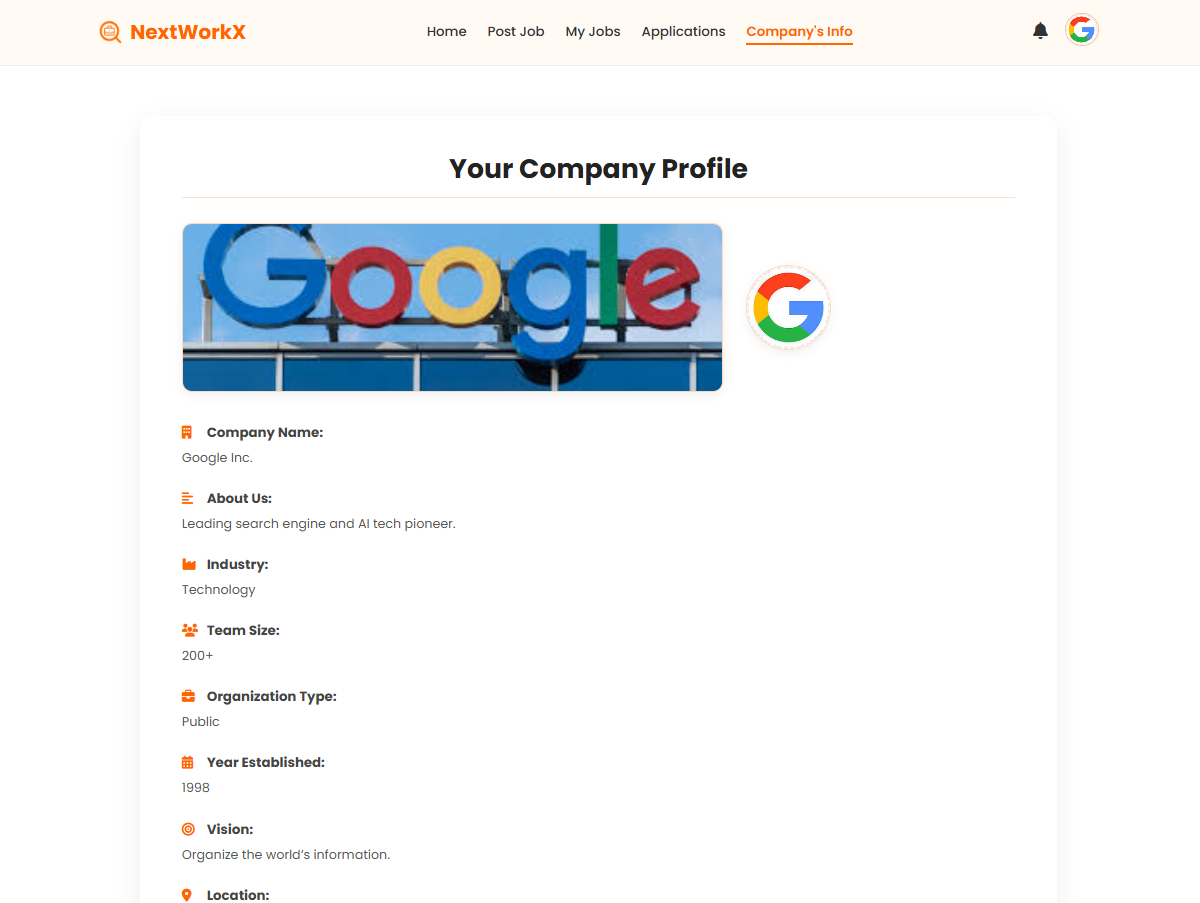 NextWorkX
Home Post Job My Jobs Applications Company's Info
Your Company Profile
Google
Company Name:
Google Inc.
About Us:
Leading search engine and AI tech pioneer.
Industry:
Technology
Team Size:
200+
Organization Type:
Public
Year Established:
1998
Vision:
Organize the world’s information.
Location: